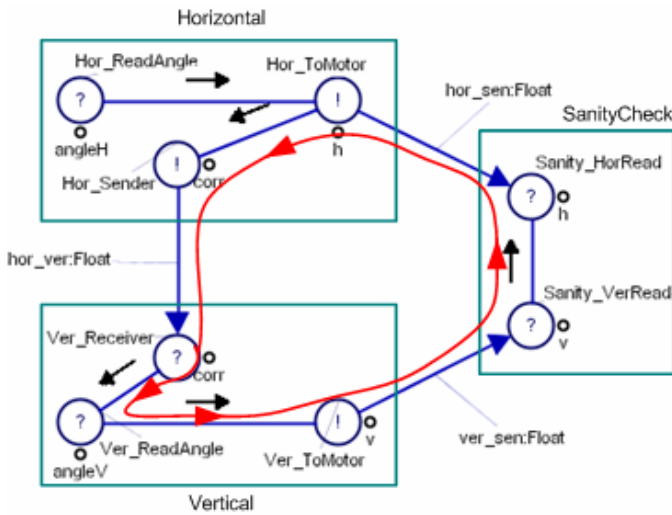 Horizontal
Hor_ReadAngle
Hor_ToMotor
hor_sen:Float
SanityCheck
?
!
angleH
h
Sanity_HorRead
!
corr
Hor_Sender
?
h
hor_ver:Float
Sanity_VerRead
Ver_Receiver
?
v
?
corr
?
!
v
Ver_ReadAngle
Ver_ToMotor
ver_sen:Float
angleV
Vertical